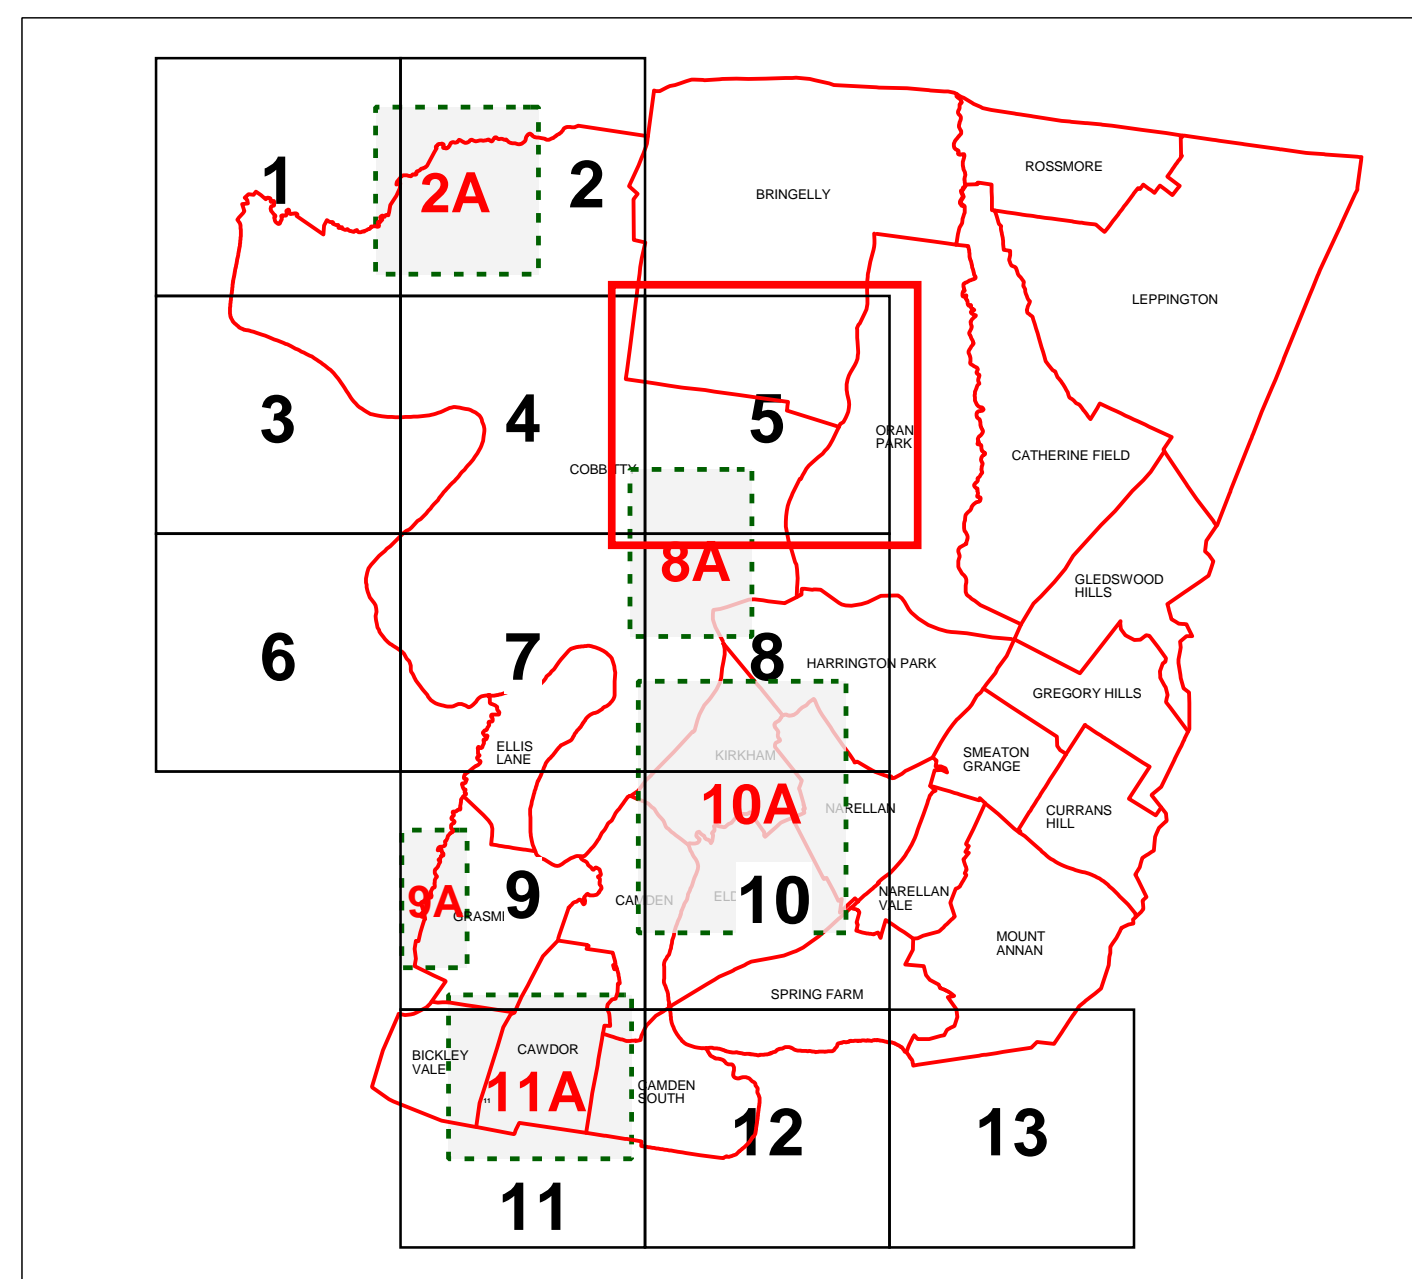 1
2A
2
BRINGELLY
ROSSMORE
LEPPINGTON
3
4
5
ORAN
PARK
COBBITTY
CATHERINE FIELD
8A
GLEDSWOOD
HILLS
6
7
8
HARRINGTON PARK
GREGORY HILLS
ELLIS
LANE
KIRKHAM
SMEATON
GRANGE
10A
NARELLAN
CURRANS
HILL
9A
GRASMI
9
CAMDEN
ELD
10
NARELLAN
VALE
MOUNT
ANNAN
SPRING FARM
BICKLEY
VALE
CAWDOR
11A
CAMDEN
SOUTH
12
13
11